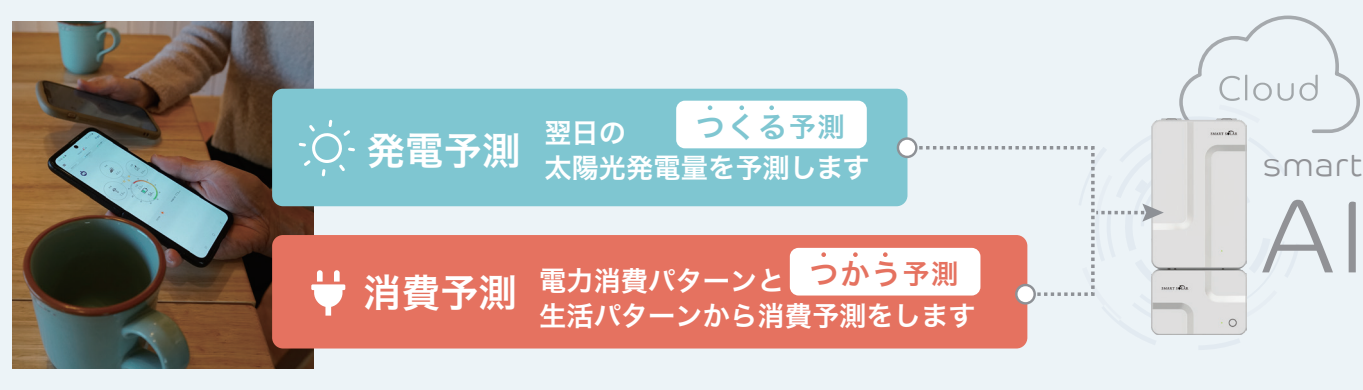 発電予測
翌日の つくる予測
太陽光発電量を予測します
消費予測
電力消費パターンと つかう予測
生活パターンから消費予測をします
Cloud
smart
AI